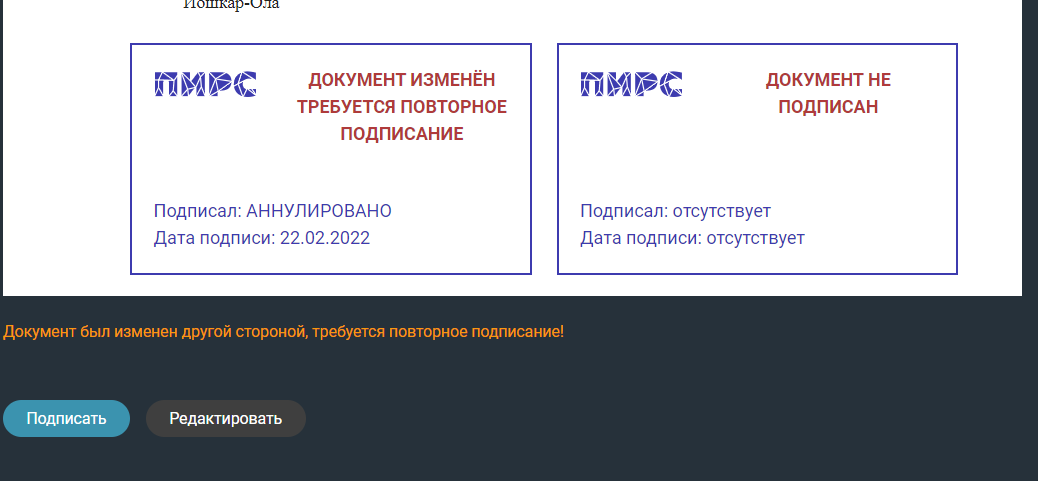 Йошкар-Ола
ПИРС
ДОКУМЕНТ ИЗМЕНЁН
ТРЕБУЕТСЯ ПОВТОРНОЕ
ПОДПИСАНИЕ
Подписал: АННУЛИРОВАНО
Дата подписи: 22.02.2022
ПИРС
ДОКУМЕНТ НЕ
ПОДПИСАН
Подписал: отсутствует
Дата подписи: отсутствует
Документ был изменен другой стороной, требуется повторное подписание!
Подписать
Редактировать